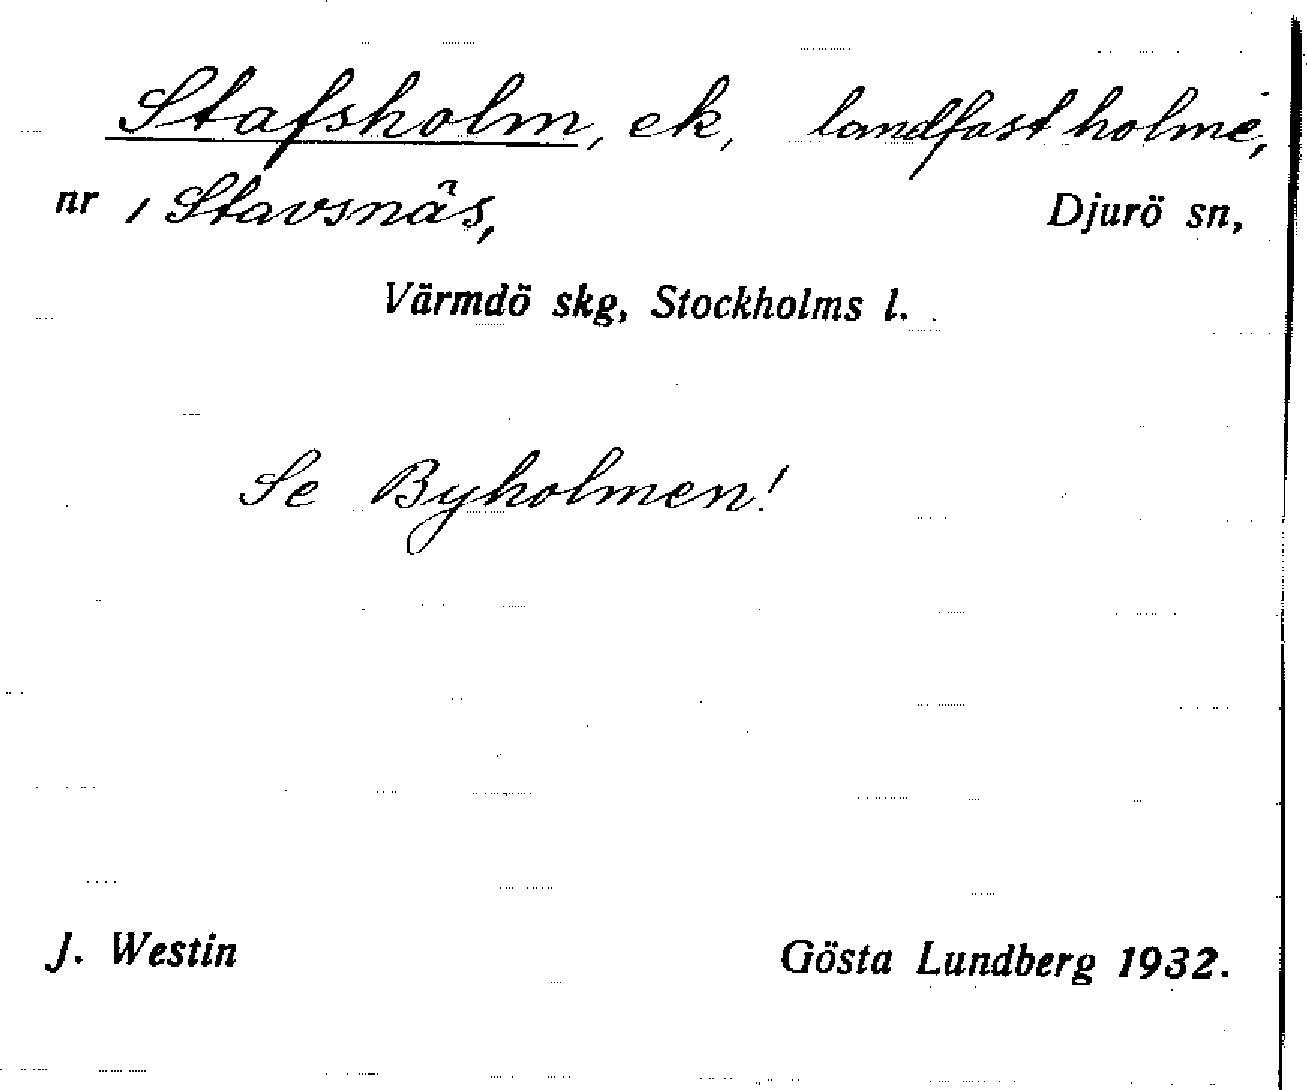 Stafsholm, ek, landfast holme,
nr 1 Stavsnäs, Djurö sn,
Värmdö skg, Stockholms l.
Se Byholmen!
J. Westin Gösta Lundberg 1932.